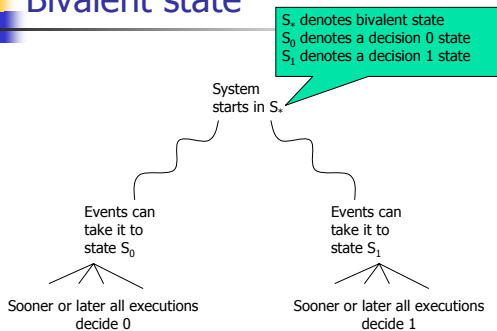 Bivalent state
S* denotes bivalent state
S0 denotes a decision 0 state
S1 denotes a decision 1 state
System
starts in S*
Events can
take it to
state S0
Events can
take it to
state S1
Sooner or later all executions
decide 0
Sooner or later all executions
decide 1